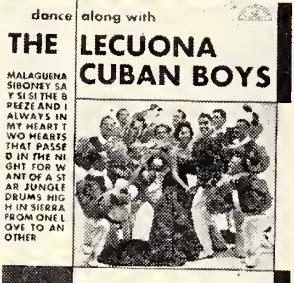 dance along with
THE LECUONA
CUBAN BOYS
MALAGUENA
SIBONEY SA
Y SI SI THE B
REEZE AND I
ALWAYS IN
MY HEART T
WO HEARTS
THAT PASSE
D IN THE NI
GHT FOR W
ANT OF A ST
AR JUNGLE
DRUMS HIG
H IN SIERRA
FROM ONE L
OVE TO AN
OTHER